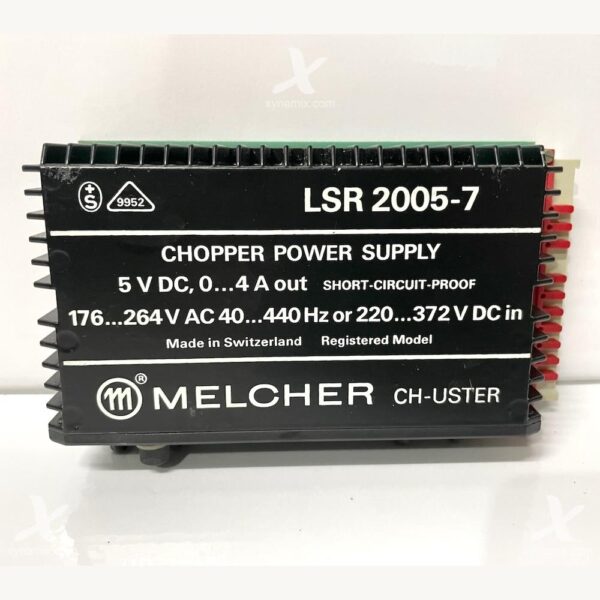 xynamix.com
+S
9952
LSR 2005-7
CHOPPER POWER SUPPLY
5 V DC, 0...4 A out SHORT-CIRCUIT-PROOF
176...264 V AC 40...440 Hz or 220...372 V DC in
Made in Switzerland Registered Model
m® MELCHER CH-USTER